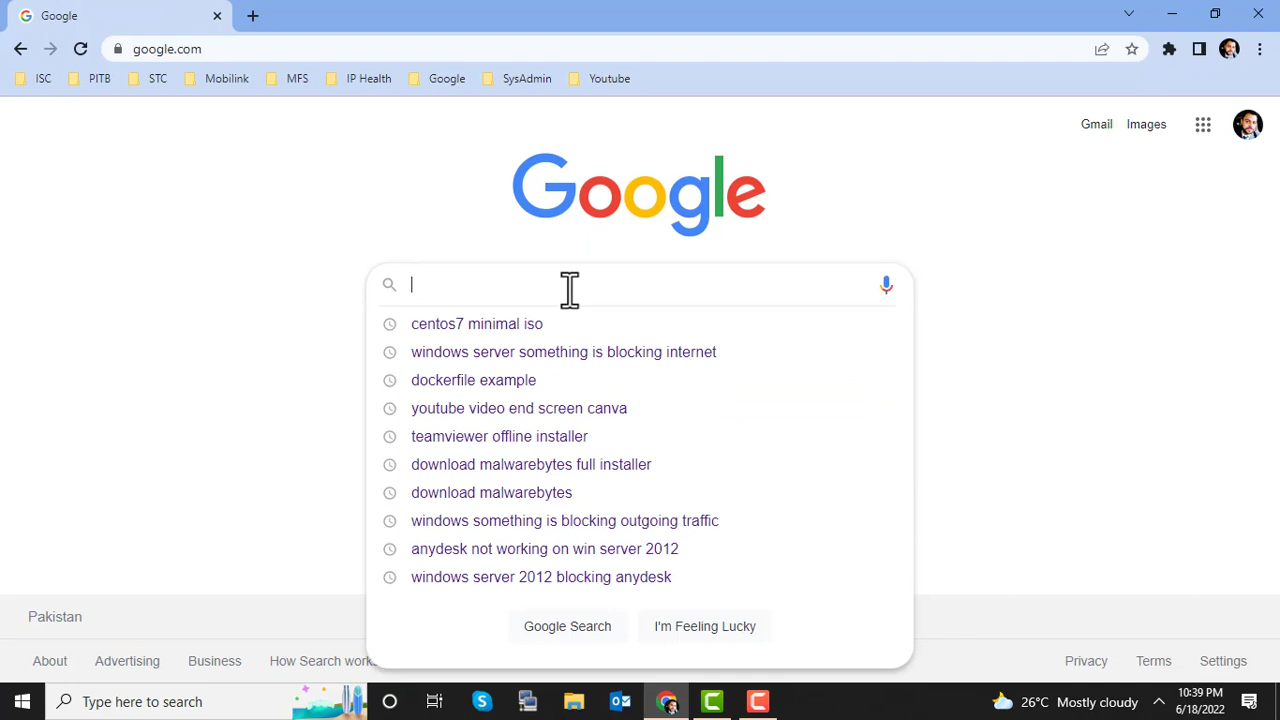 Google
google.com
ISC PITB STC Mobilink MFS IP Health Google SysAdmin Youtube
Gmail Images
Google
centos7 minimal iso
windows server something is blocking internet
dockerfile example
youtube video end screen canva
teamviewer offline installer
download malwarebytes full installer
download malwarebytes
windows something is blocking outgoing traffic
anydesk not working on win server 2012
windows server 2012 blocking anydesk
Google Search I'm Feeling Lucky
Pakistan
About Advertising Business How Search works Privacy Terms Settings
Type here to search 26°C Mostly cloudy 10:39 PM
6/18/2022